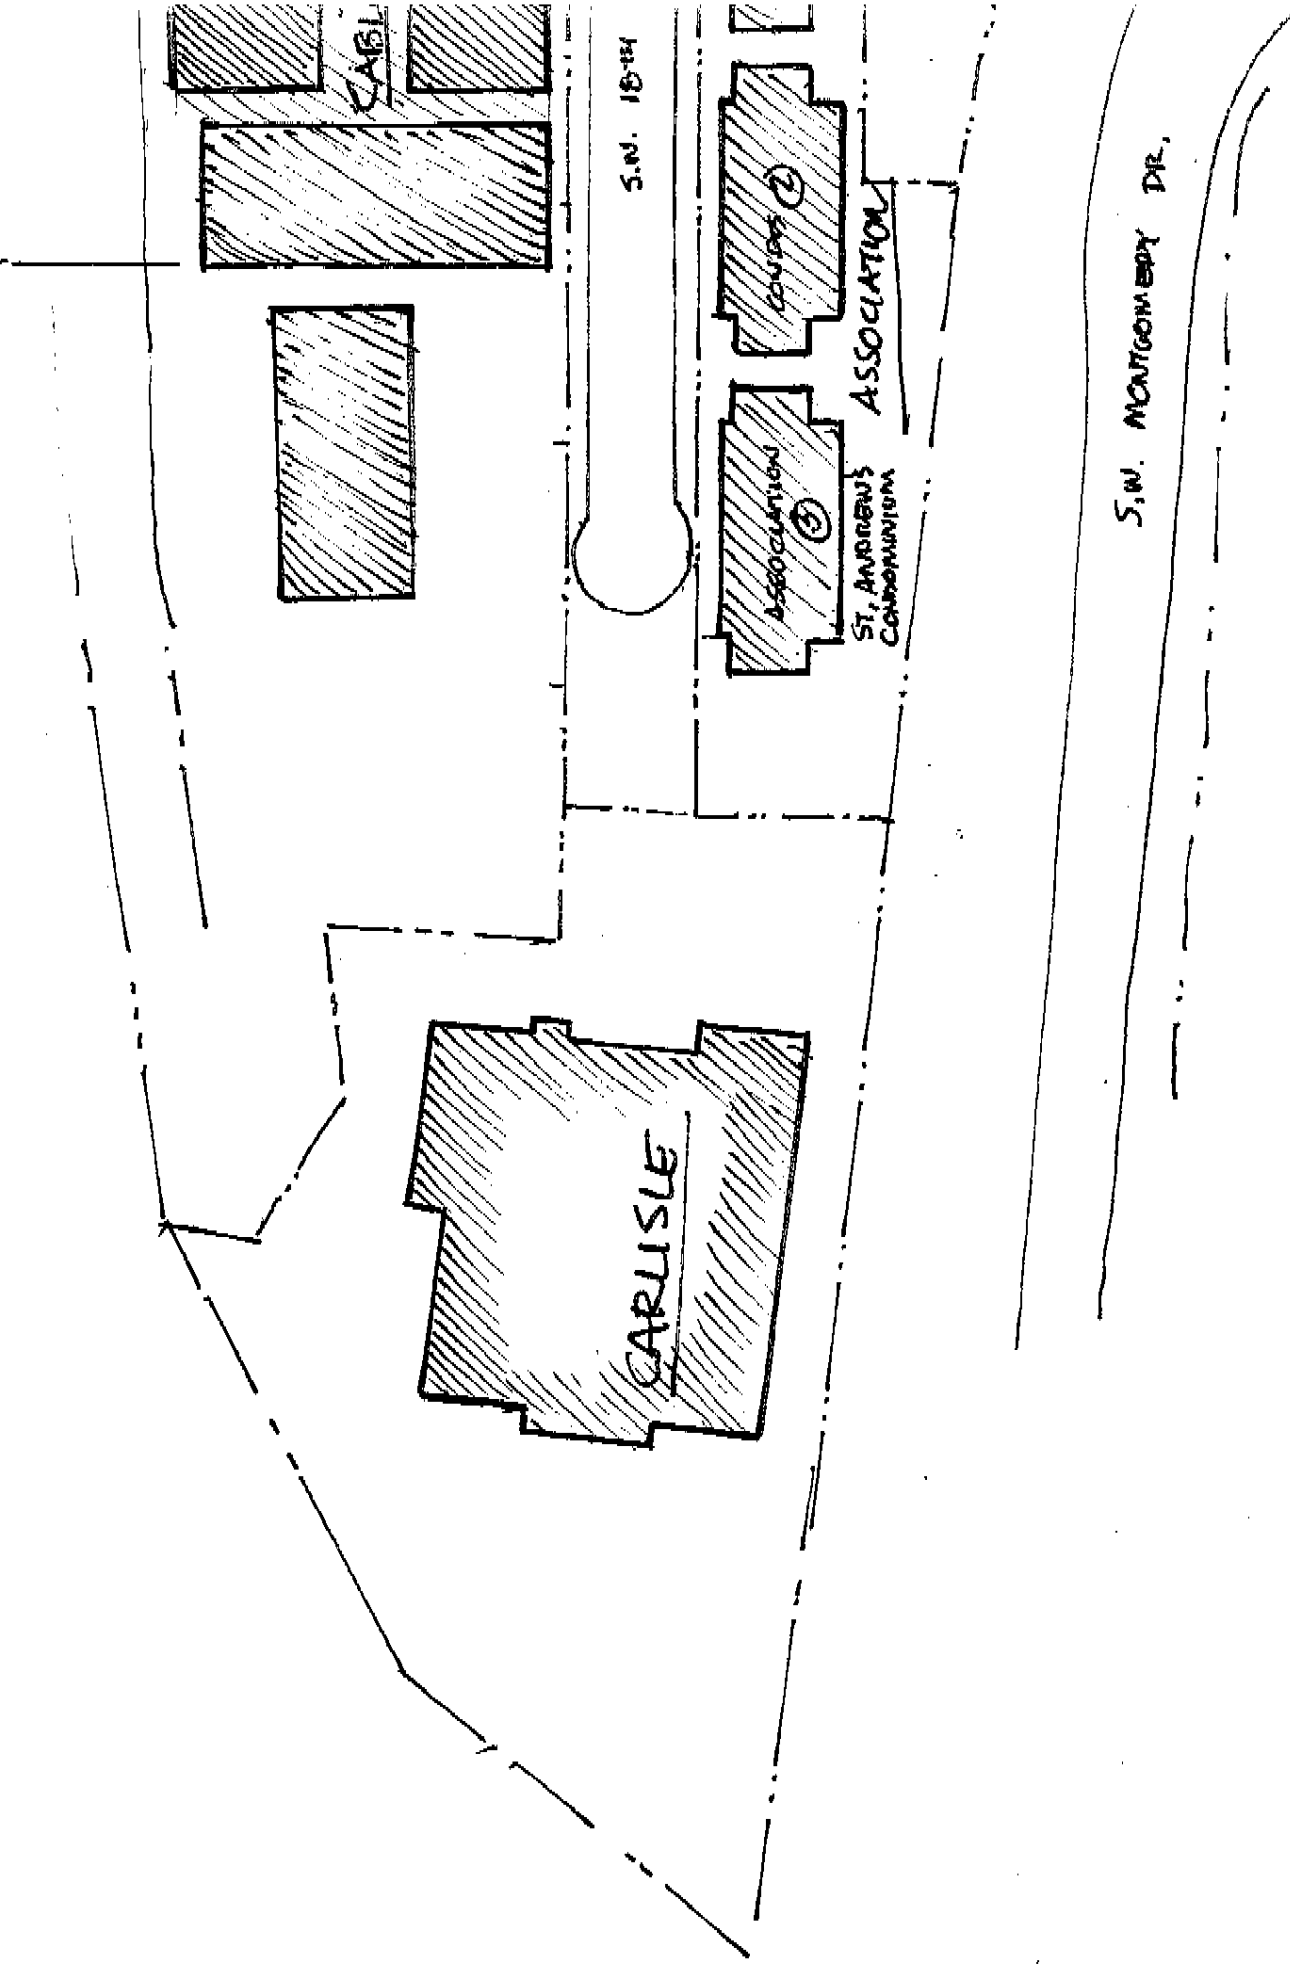 CABL
S.W. 18TH
CONDOS ②
ASSOCIATION
ASSOCIATION
③
ST. ANDREWS
CONDOMINIUM
S.W. MONTGOMERY DR.
CARLISLE